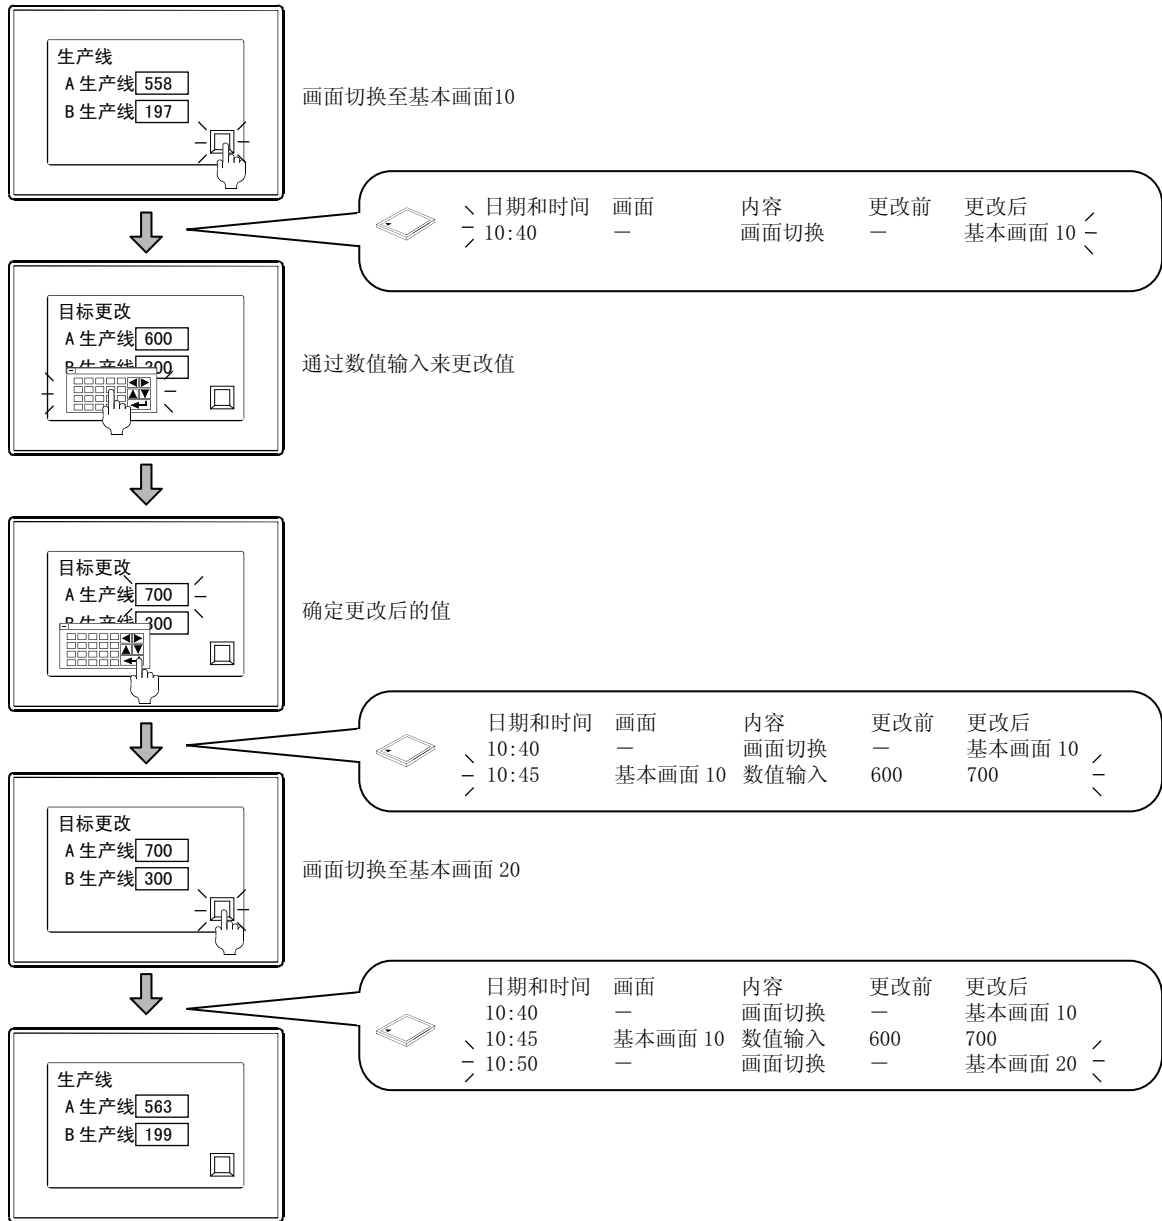 生产线
A 生产线 558
B 生产线 197
画面切换至基本画面10
日期和时间 画面 内容 更改前 更改后
10:40 － 画面切换 － 基本画面 10
目标更改
A 生产线 600
B 生产线 300
通过数值输入来更改值
目标更改
A 生产线 700
B 生产线 300
确定更改后的值
日期和时间 画面 内容 更改前 更改后
10:40 － 画面切换 － 基本画面 10
10:45 基本画面 10 数值输入 600 700
目标更改
A 生产线 700
B 生产线 300
画面切换至基本画面 20
日期和时间 画面 内容 更改前 更改后
10:40 － 画面切换 － 基本画面 10
10:45 基本画面 10 数值输入 600 700
10:50 － 画面切换 － 基本画面 20
生产线
A 生产线 563
B 生产线 199